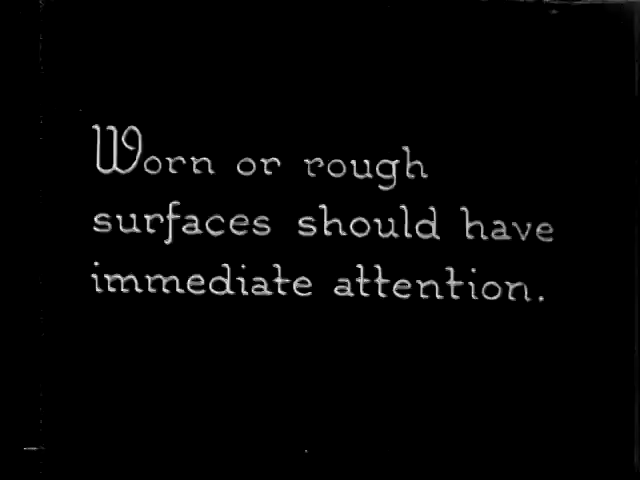 Worn or rough
surfaces should have
immediate attention.